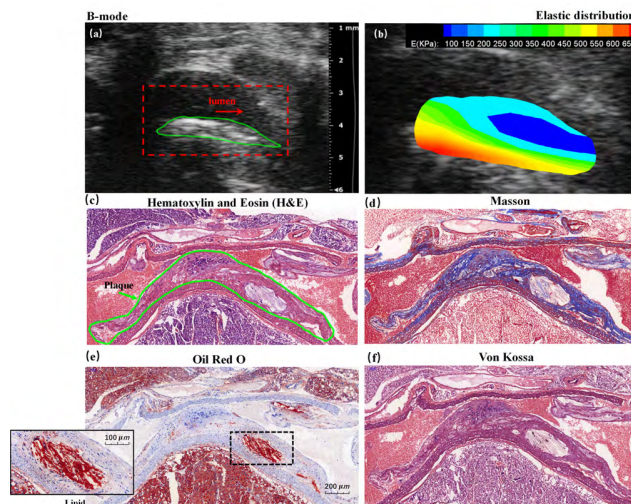 B-mode
Elastic distribution
(a)
lumen
1 mm
2
3
4
5
(b)
E(KPa)
100 150 200 250 300 350 400 450 500 550 600 65
(c)
Hematoxylin and Eosin (H&E)
Plaque
Masson
(d)
(e)
Oil Red O
100 μm
Lipid
200 μm
Von Kossa
(f)